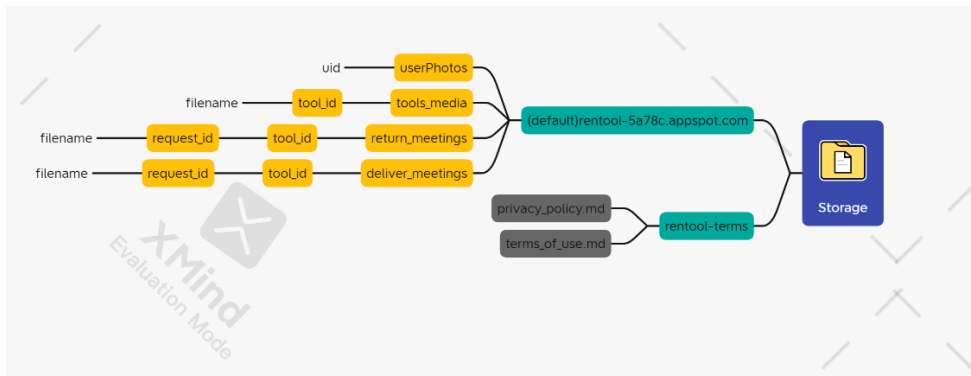 uid
userPhotos
filename
tool_id
tools_media
filename
request_id
tool_id
return_meetings
filename
request_id
tool_id
deliver_meetings
(default)rentool-5a78c.appspot.com
Storage
privacy_policy.md
terms_of_use.md
rentool-terms
XMind
Evaluation Mode